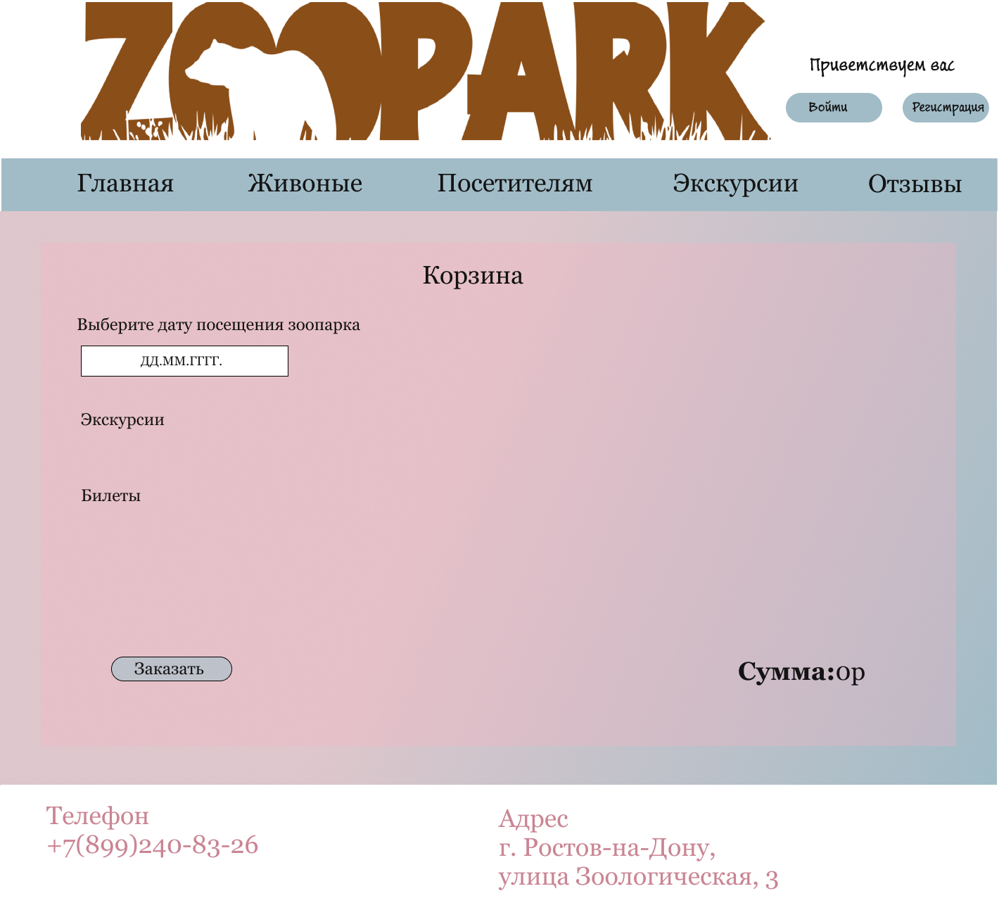 ZOOPARK
Приветствуем вас
Войти Регистрация
Главная Живоные Посетителям Экскурсии Отзывы
Корзина
Выберите дату посещения зоопарка
ДД.ММ.ГГГГ.
Экскурсии
Билеты
Заказать
Сумма:0р
Телефон
+7(899)240-83-26
Адрес
г. Ростов-на-Дону,
улица Зоологическая, 3